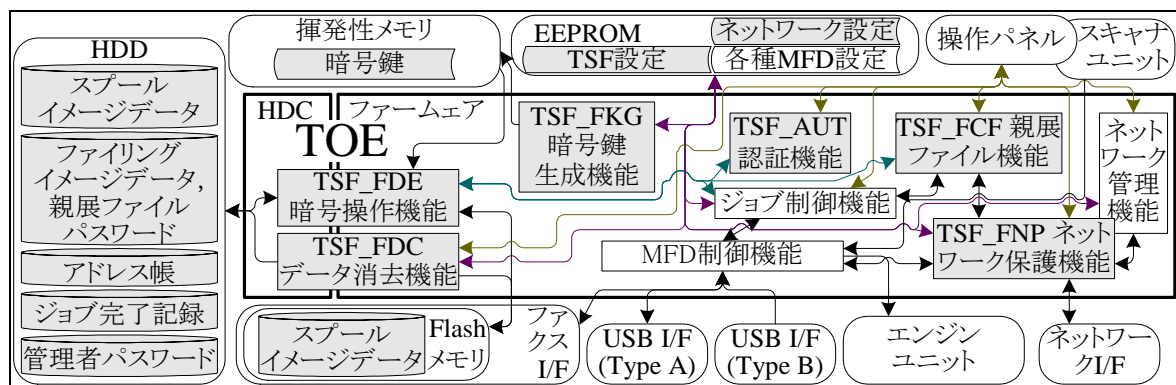 HDD
スプール
イメージデータ
ファイリング
イメージデータ,
親展ファイル
パスワード
アドレス帳
ジョブ完了記録
管理者パスワード
揮発性メモリ
暗号鍵
EEPROM
ネットワーク設定
TSF設定
各種MFD設定
操作パネル
スキャナ
ユニット
HDC
ファームェア
TOE
TSF_FKG
暗号鍵
生成機能
TSF_AUT
認証機能
TSF_FCF 親展
ファイル機能
ネット
ワーク
管理
機能
TSF_FDE
暗号操作機能
ジョブ制御機能
TSF_FDC
データ消去機能
MFD制御機能
TSF_FNP ネット
ワーク保護機能
スプール
イメージデータ
Flash
メモリ
ファ
クス
I/F
USB I/F
(Type A)
USB I/F
(Type B)
エンジン
ユニット
ネットワー
クI/F